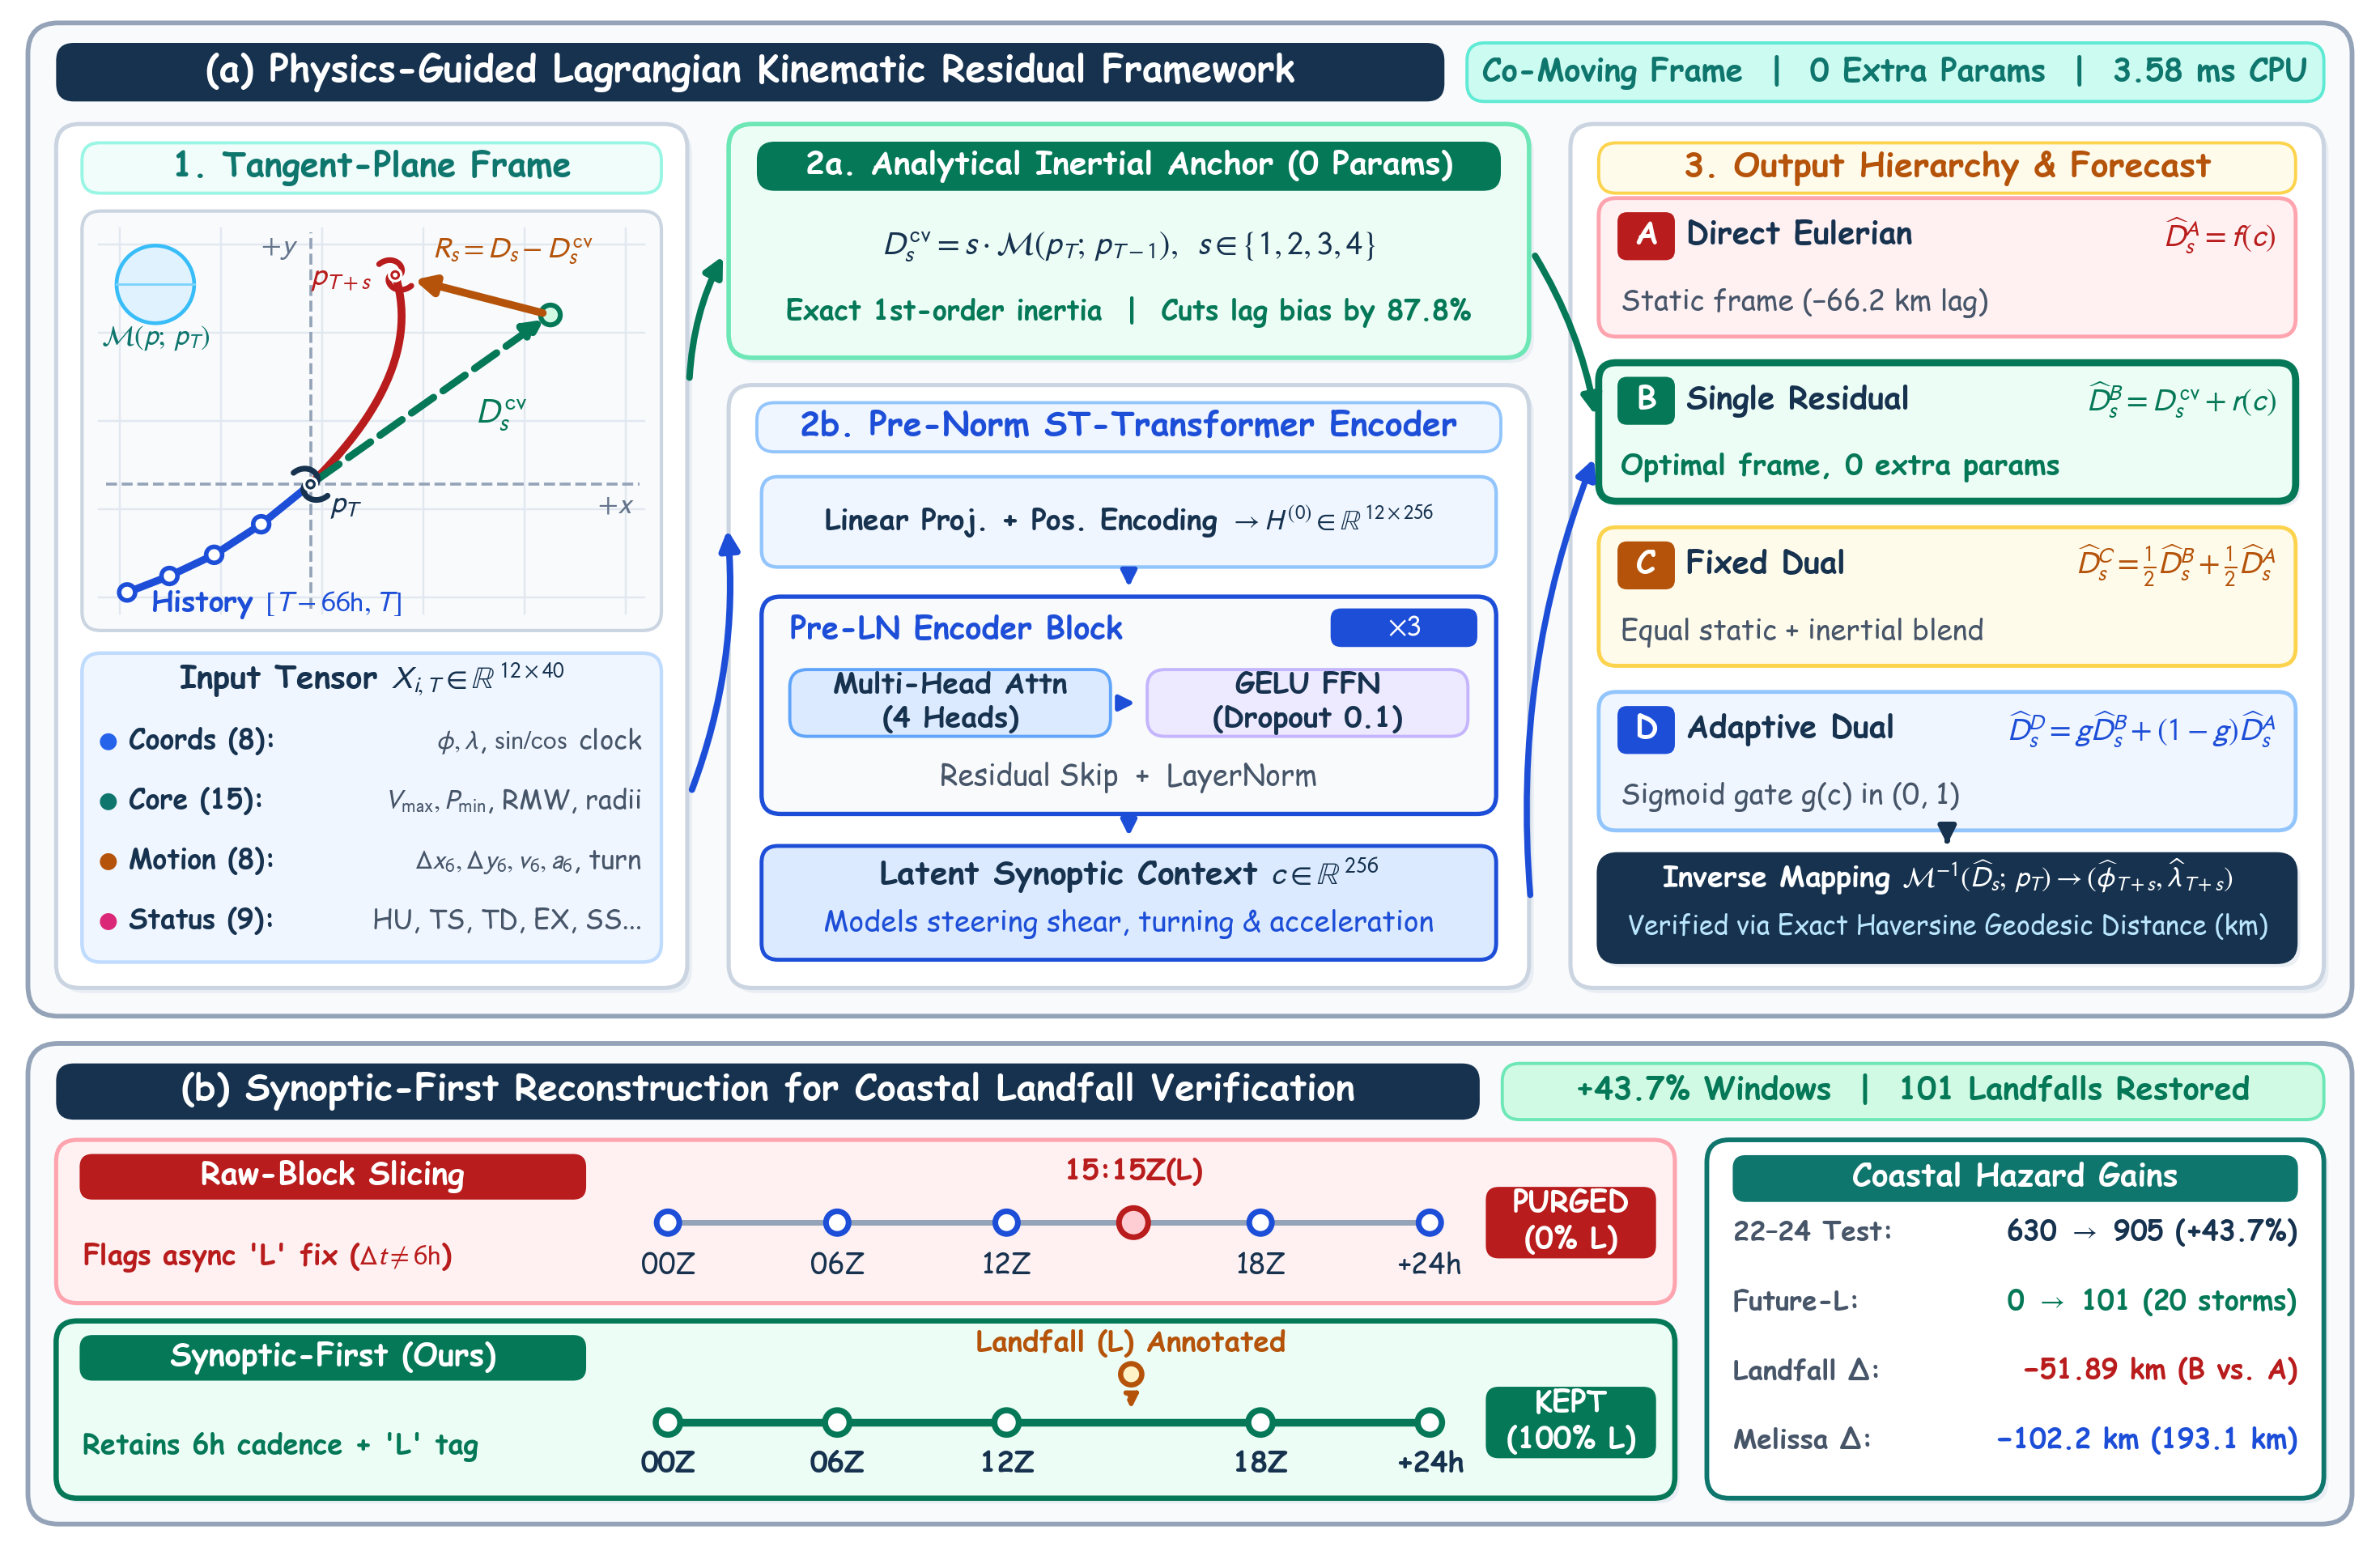 (a) Physics-Guided Lagrangian Kinematic Residual Framework
Co-Moving Frame | 0 Extra Params | 3.58 ms CPU
1. Tangent-Plane Frame
+y
R_s = D_s − D_s^cv
p_{T+s}
ℳ(p; p_T)
D_s^cv
p_T
+x
History [T − 66h, T]
Input Tensor X_{i,T} ∈ ℝ^{12×40}
Coords (8): ϕ, λ, sin/cos clock
Core (15): V_max, P_min, RMW, radii
Motion (8): Δx₆, Δy₆, v₆, a₆, turn
Status (9): HU, TS, TD, EX, SS...
2a. Analytical Inertial Anchor (0 Params)
D_s^cv = s · ℳ(p_T; p_{T−1}), s ∈ {1, 2, 3, 4}
Exact 1st-order inertia | Cuts lag bias by 87.8%
2b. Pre-Norm ST-Transformer Encoder
Linear Proj. + Pos. Encoding → H^(0) ∈ ℝ^{12×256}
Pre-LN Encoder Block
×3
Multi-Head Attn
(4 Heads)
GELU FFN
(Dropout 0.1)
Residual Skip + LayerNorm
Latent Synoptic Context c ∈ ℝ^256
Models steering shear, turning & acceleration
3. Output Hierarchy & Forecast
A Direct Eulerian D̂_s^A = f(c)
Static frame (−66.2 km lag)
B Single Residual D̂_s^B = D_s^cv + r(c)
Optimal frame, 0 extra params
C Fixed Dual D̂_s^C = ½D̂_s^B + ½D̂_s^A
Equal static + inertial blend
D Adaptive Dual D̂_s^D = gD̂_s^B + (1 − g)D̂_s^A
Sigmoid gate g(c) in (0, 1)
Inverse Mapping ℳ⁻¹(D̂_s; p_T) → (ϕ̂_{T+s}, λ̂_{T+s})
Verified via Exact Haversine Geodesic Distance (km)
(b) Synoptic-First Reconstruction for Coastal Landfall Verification
+43.7% Windows | 101 Landfalls Restored
Raw-Block Slicing
15:15Z(L)
Flags async 'L' fix (Δt ≠ 6h)
00Z 06Z 12Z 18Z +24h
PURGED
(0% L)
Synoptic-First (Ours)
Landfall (L) Annotated
Retains 6h cadence + 'L' tag
00Z 06Z 12Z 18Z +24h
KEPT
(100% L)
Coastal Hazard Gains
22–24 Test: 630 → 905 (+43.7%)
Future-L: 0 → 101 (20 storms)
Landfall Δ: −51.89 km (B vs. A)
Melissa Δ: −102.2 km (193.1 km)